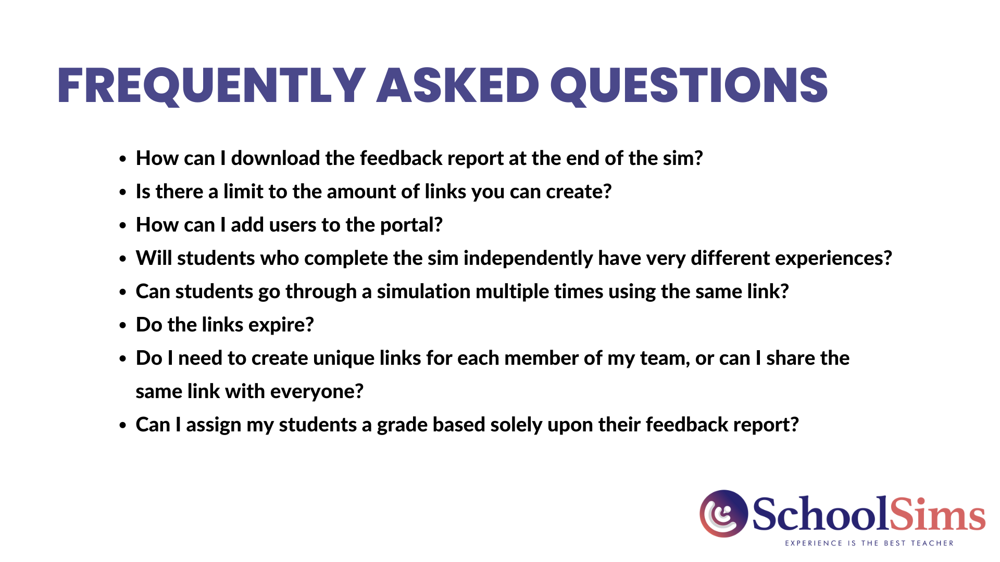 FREQUENTLY ASKED QUESTIONS
• How can I download the feedback report at the end of the sim?
• Is there a limit to the amount of links you can create?
• How can I add users to the portal?
• Will students who complete the sim independently have very different experiences?
• Can students go through a simulation multiple times using the same link?
• Do the links expire?
• Do I need to create unique links for each member of my team, or can I share the
same link with everyone?
• Can I assign my students a grade based solely upon their feedback report?
SchoolSims
EXPERIENCE IS THE BEST TEACHER